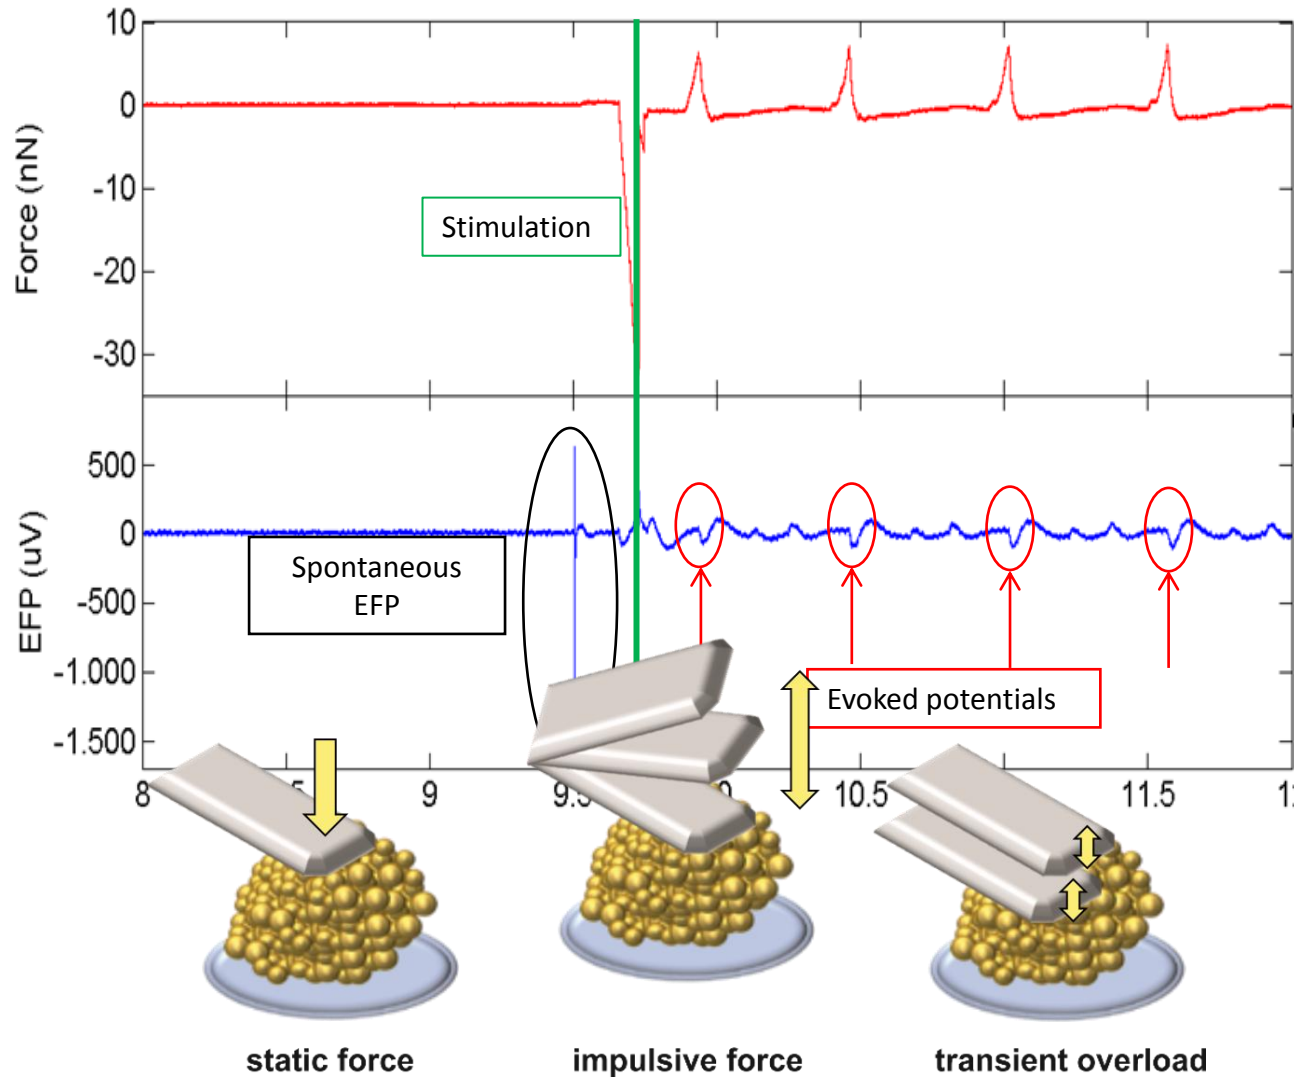 10
0
-10
-20
-30
Force (nN)
Stimulation
500
0
-500
-1.000
-1.500
EFP (uV)
Spontaneous
EFP
Evoked potentials
8
9
10.5
11.5
static force
impulsive force
transient overload